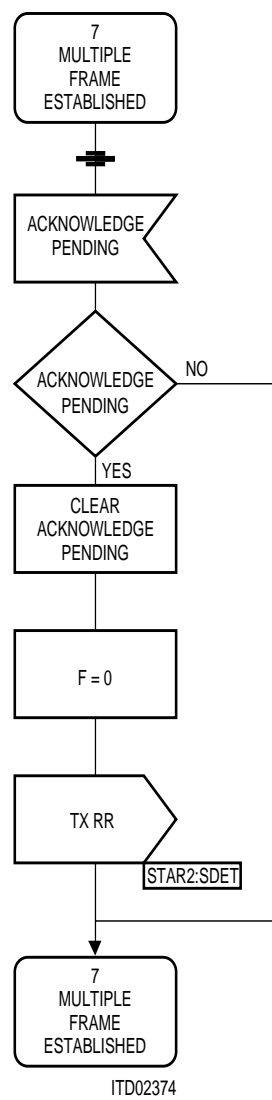 7
MULTIPLE
FRAME
ESTABLISHED
ACKNOWLEDGE
PENDING
ACKNOWLEDGE
PENDING
NO
YES
CLEAR
ACKNOWLEDGE
PENDING
F = 0
TX RR
STAR2:SDET
7
MULTIPLE
FRAME
ESTABLISHED
ITD02374